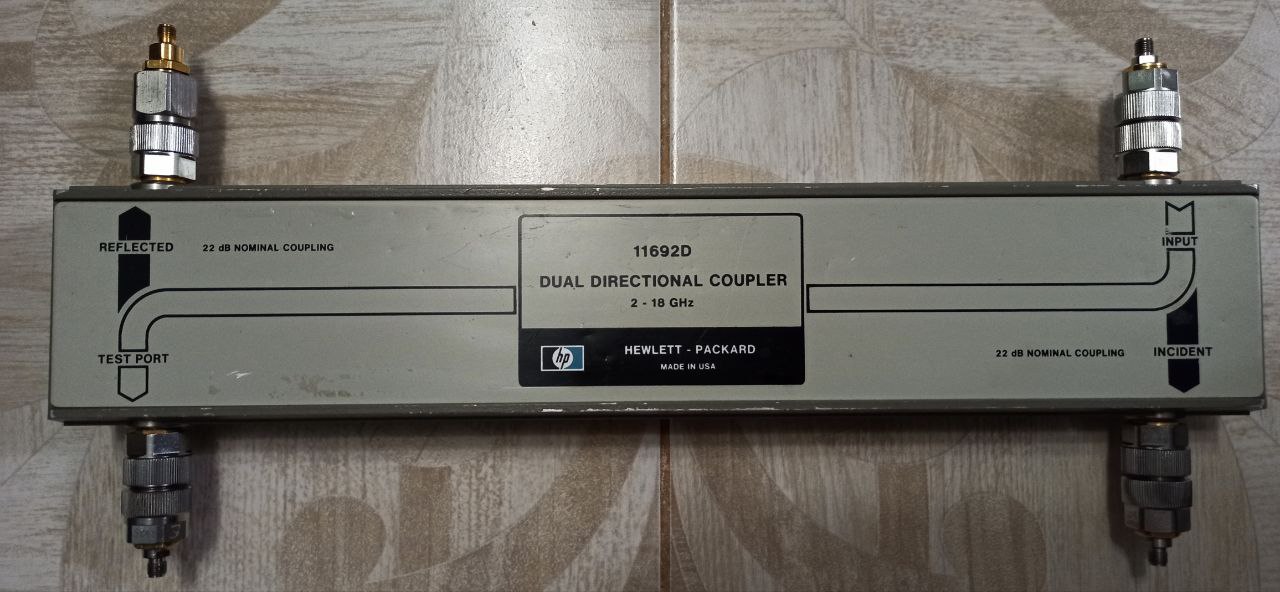 REFLECTED
22 dB NOMINAL COUPLING
TEST PORT
11692D
DUAL DIRECTIONAL COUPLER
2 - 18 GHz
hp
HEWLETT - PACKARD
MADE IN USA
INPUT
22 dB NOMINAL COUPLING
INCIDENT